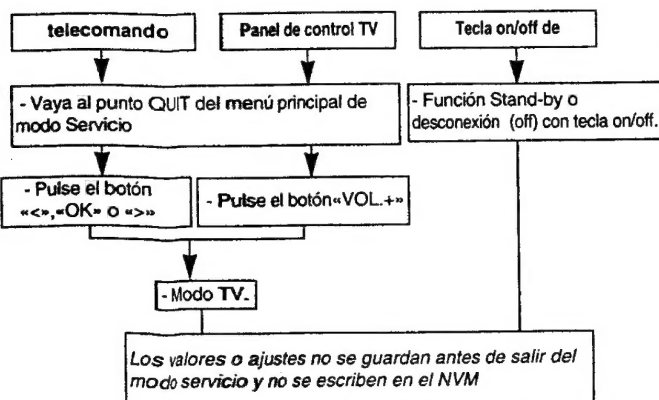 telecomando
Panel de control TV
Tecla on/off de
- Vaya al punto QUIT del menú principal de
modo Servicio
- Función Stand-by o
desconexión (off) con tecla on/off.
- Pulse el botón
«<»,«OK» o «>»
- Pulse el botón«VOL.+»
- Modo TV.
Los valores o ajustes no se guardan antes de salir del
modo servicio y no se escriben en el NVM